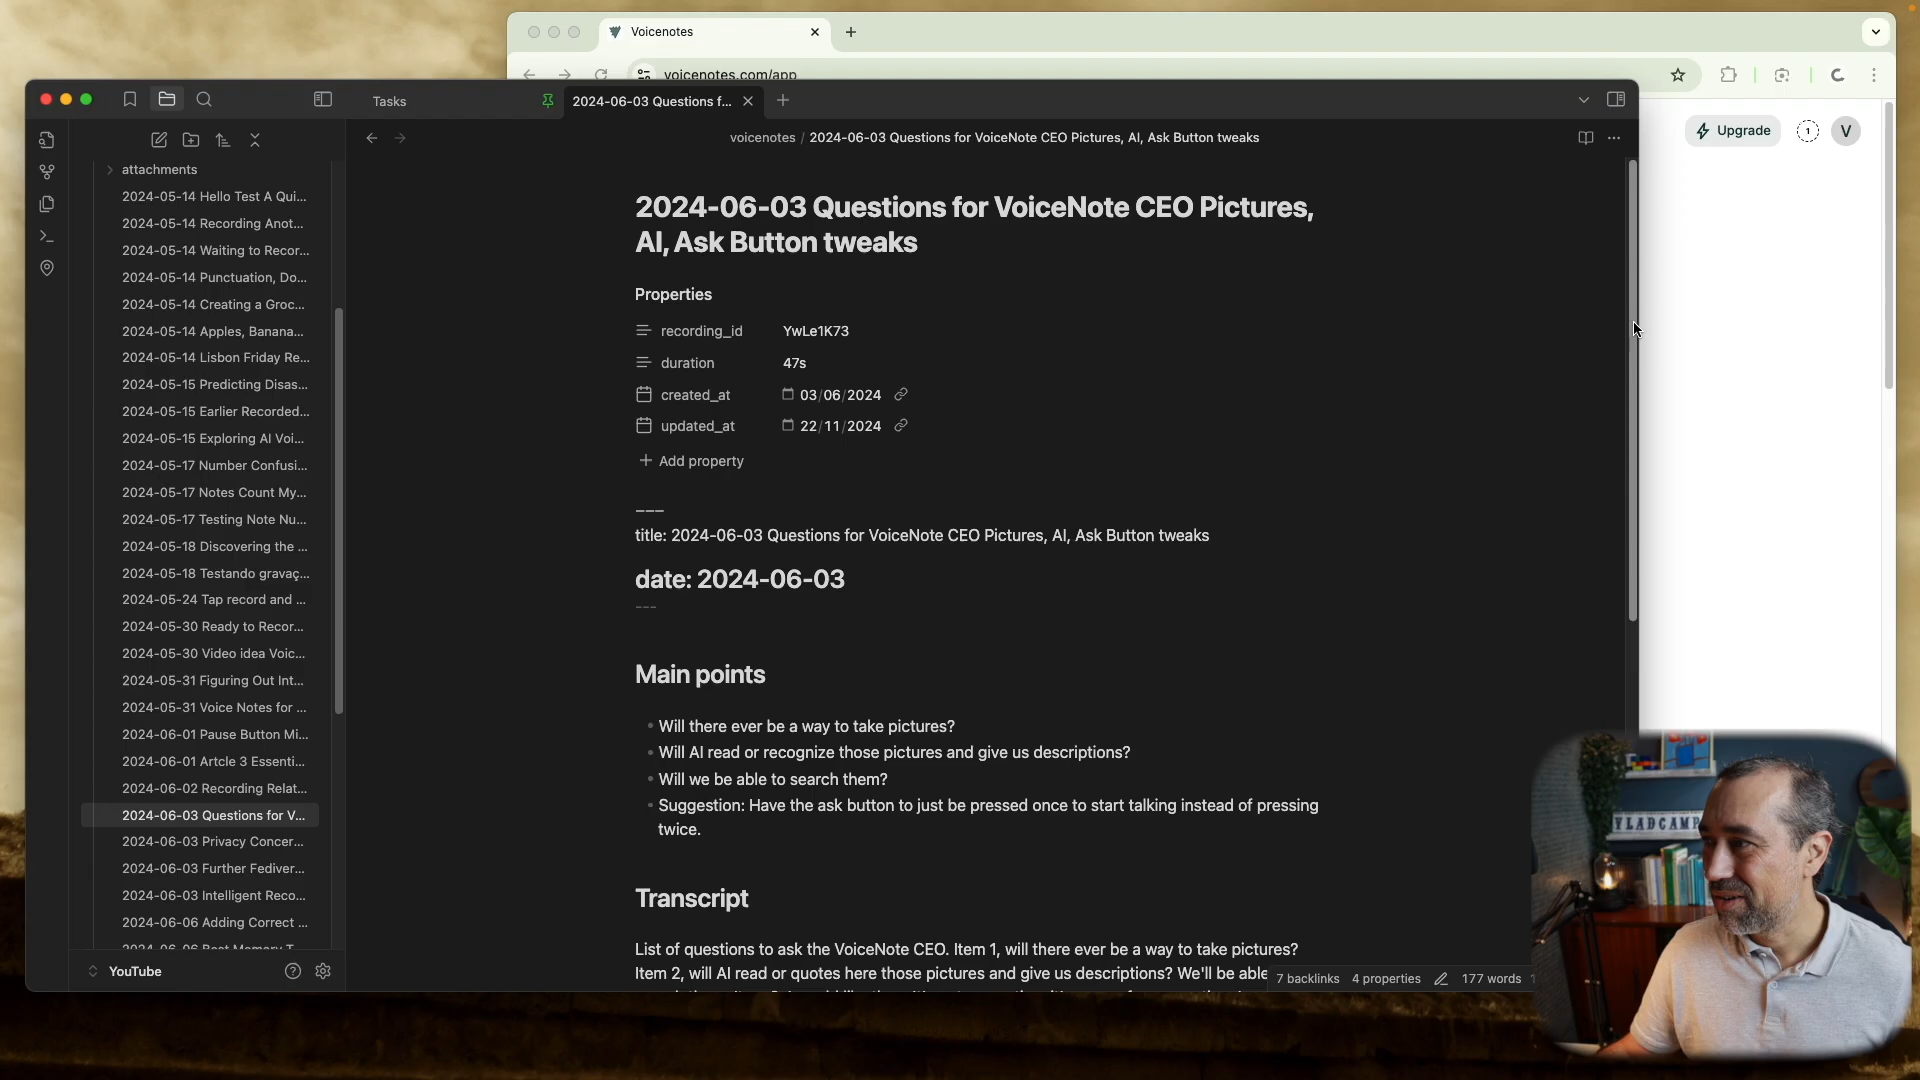 Voicenotes
voicenotes.com/app
Upgrade
1
V
Tasks
2024-06-03 Questions f...
voicenotes / 2024-06-03 Questions for VoiceNote CEO Pictures, AI, Ask Button tweaks
attachments
2024-05-14 Hello Test A Qui...
2024-05-14 Recording Anot...
2024-05-14 Waiting to Recor...
2024-05-14 Punctuation, Do...
2024-05-14 Creating a Groc...
2024-05-14 Apples, Banana...
2024-05-14 Lisbon Friday Re...
2024-05-15 Predicting Disas...
2024-05-15 Earlier Recorded...
2024-05-15 Exploring AI Voi...
2024-05-17 Number Confusi...
2024-05-17 Notes Count My...
2024-05-17 Testing Note Nu...
2024-05-18 Discovering the ...
2024-05-18 Testando gravaç...
2024-05-24 Tap record and ...
2024-05-30 Ready to Recor...
2024-05-30 Video idea Voic...
2024-05-31 Figuring Out Int...
2024-05-31 Voice Notes for ...
2024-06-01 Pause Button Mi...
2024-06-01 Artcle 3 Essenti...
2024-06-02 Recording Relat...
2024-06-03 Questions for V...
2024-06-03 Privacy Concer...
2024-06-03 Further Fediver...
2024-06-03 Intelligent Reco...
2024-06-06 Adding Correct ...
YouTube
2024-06-03 Questions for VoiceNote CEO Pictures,
AI, Ask Button tweaks
Properties
recording_id YwLe1K73
duration 47s
created_at 03/06/2024
updated_at 22/11/2024
+ Add property
---
title: 2024-06-03 Questions for VoiceNote CEO Pictures, AI, Ask Button tweaks
date: 2024-06-03
---
Main points
• Will there ever be a way to take pictures?
• Will AI read or recognize those pictures and give us descriptions?
• Will we be able to search them?
• Suggestion: Have the ask button to just be pressed once to start talking instead of pressing
twice.
Transcript
List of questions to ask the VoiceNote CEO. Item 1, will there ever be a way to take pictures?
Item 2, will AI read or quotes here those pictures and give us descriptions? We'll be able
7 backlinks 4 properties 177 words
VLADCAMP